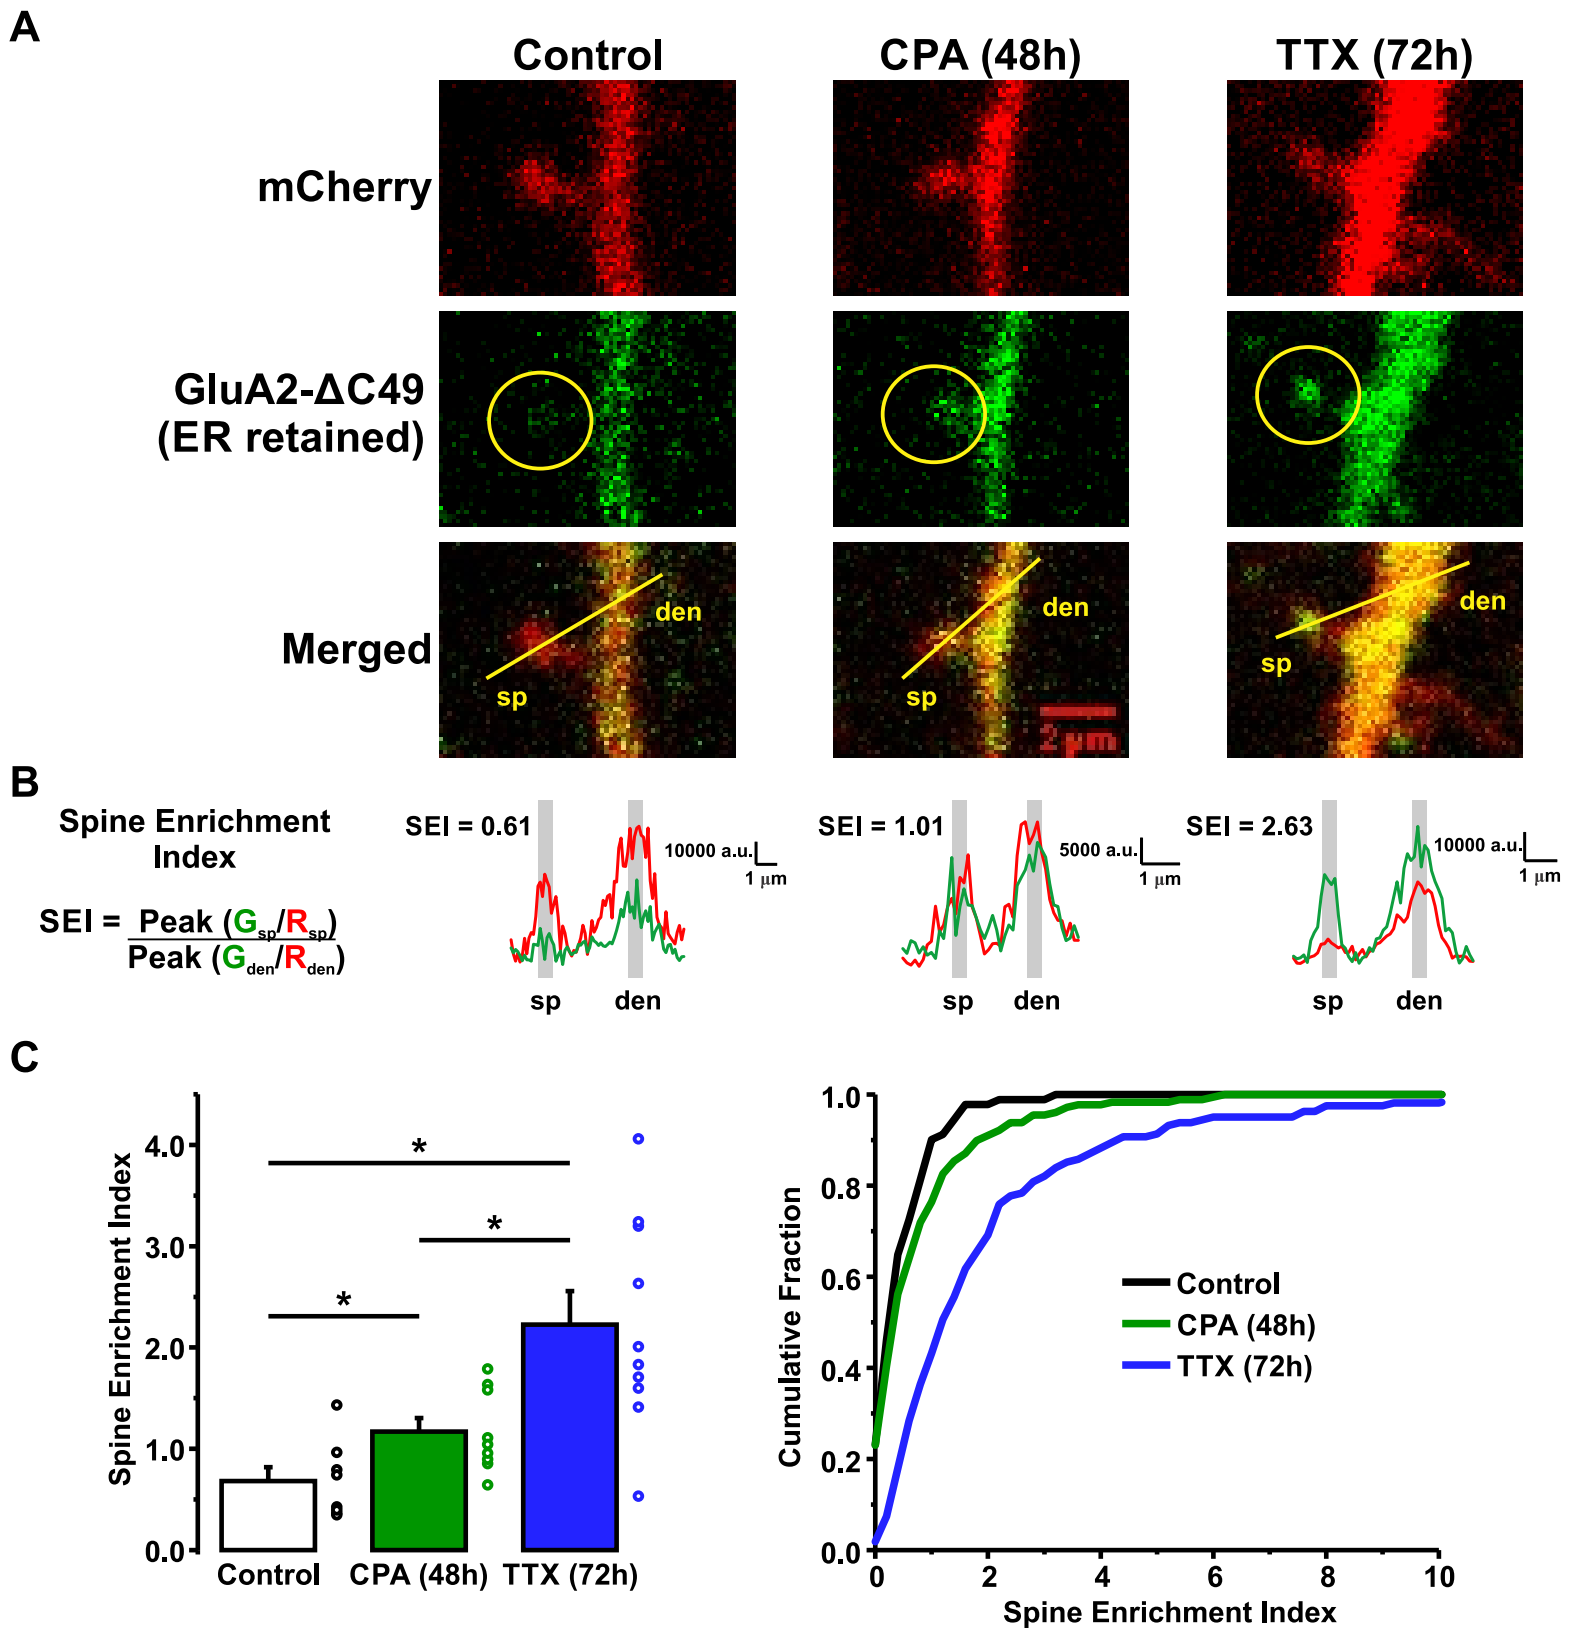 A
Control
CPA (48h)
TTX (72h)
mCherry
GluA2-ΔC49
(ER retained)
Merged
den
sp
den
sp
2 μm
den
sp
B
Spine Enrichment
Index
SEI = Peak (Gsp/Rsp)
Peak (Gden/Rden)
SEI = 0.61
10000 a.u.
1 μm
sp
den
SEI = 1.01
5000 a.u.
1 μm
sp
den
SEI = 2.63
10000 a.u.
1 μm
sp
den
C
Spine Enrichment Index
4.0
3.0
2.0
1.0
0.0
*
*
*
Control
CPA (48h)
TTX (72h)
Cumulative Fraction
1.0
0.8
0.6
0.4
0.2
0.0
Control
CPA (48h)
TTX (72h)
0
2
4
6
8
10
Spine Enrichment Index